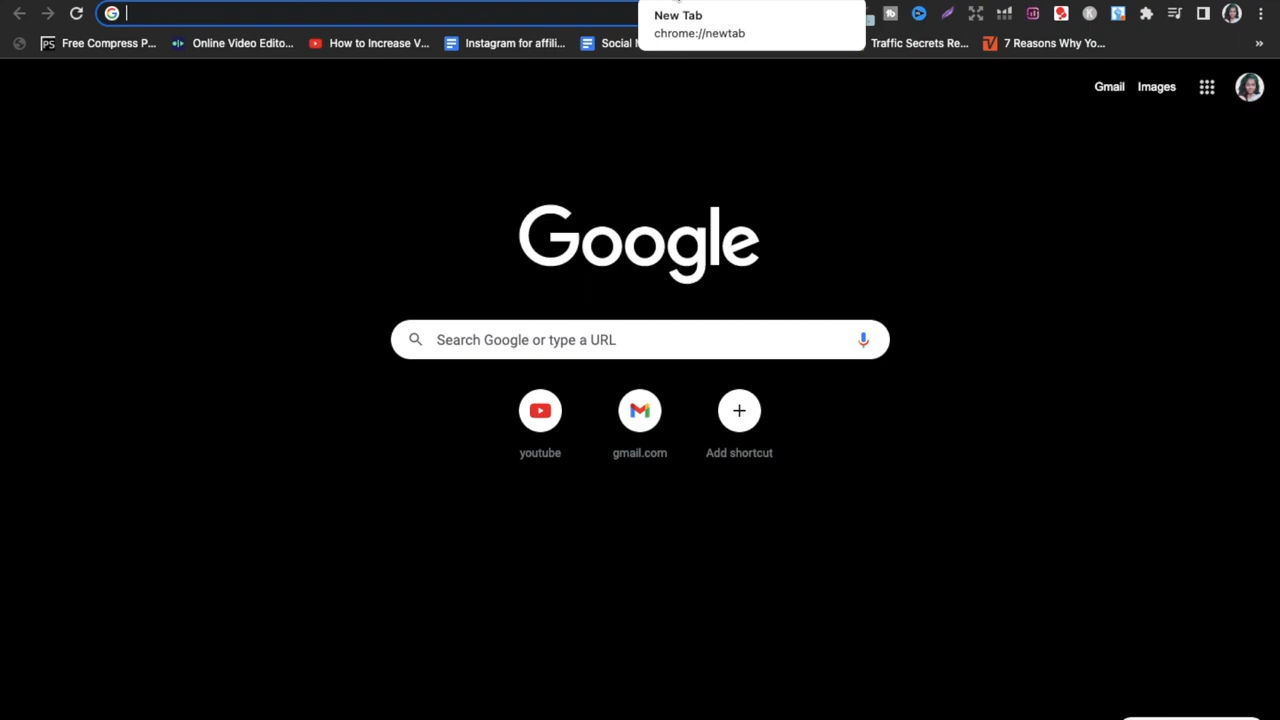 New Tab
chrome://newtab
PS Free Compress P...
Online Video Edito...
How to Increase V...
Instagram for affili...
Social
Traffic Secrets Re...
7 Reasons Why Yo...
»
Gmail
Images
Google
Search Google or type a URL
youtube
gmail.com
Add shortcut